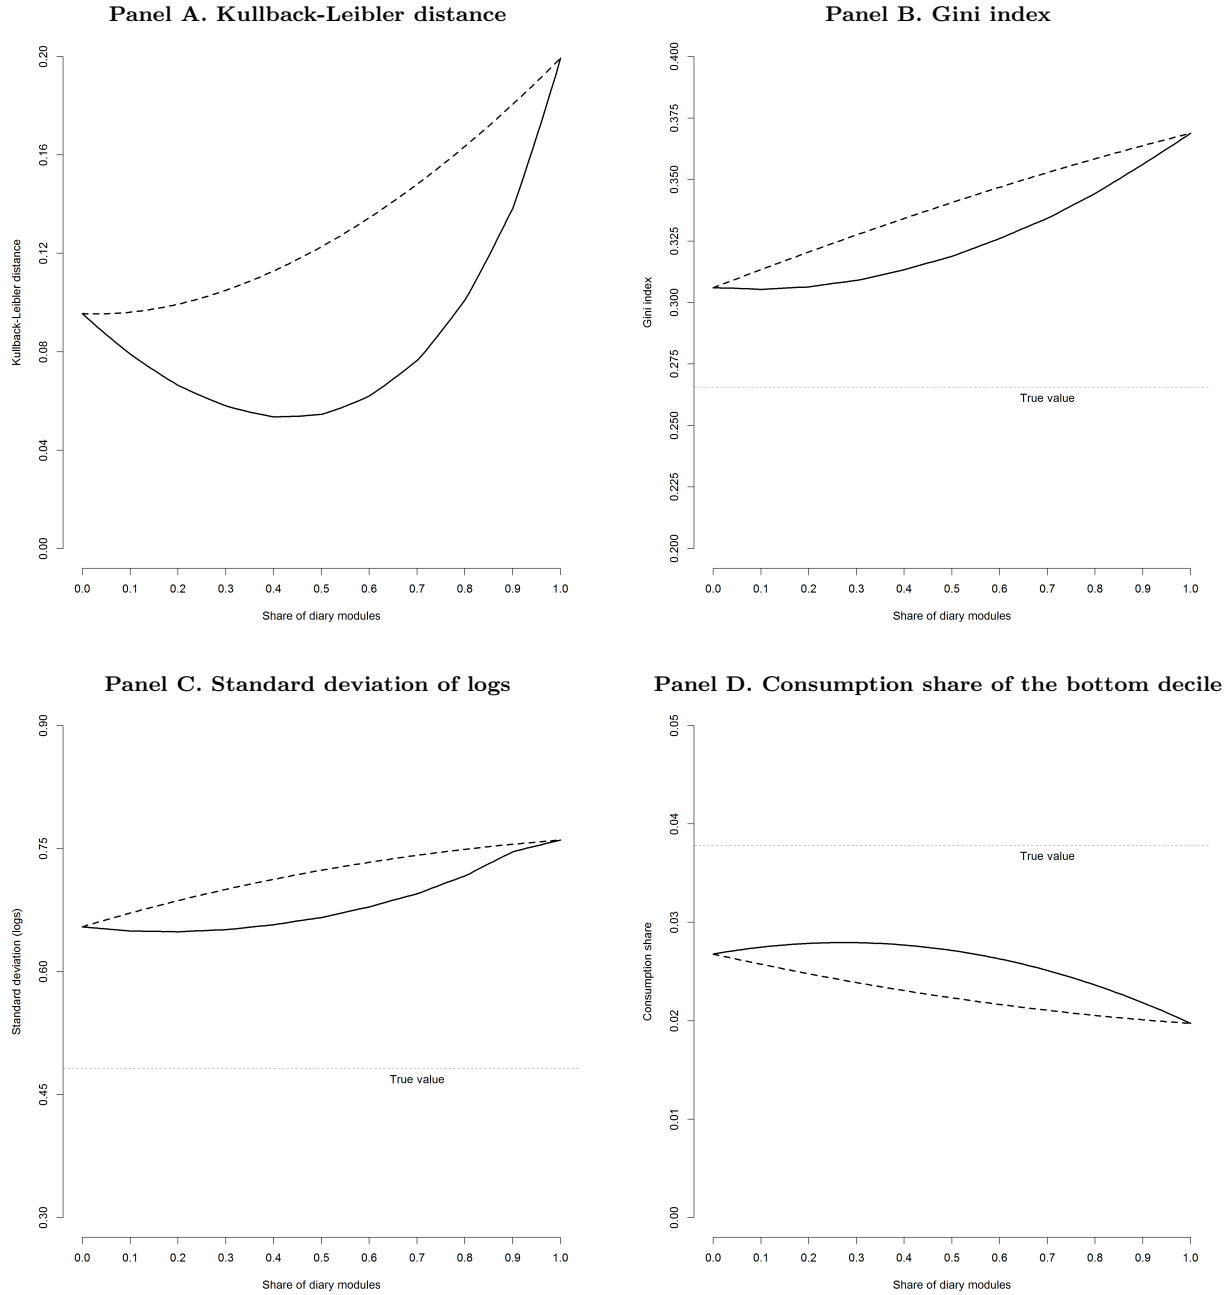 Panel A. Kullback-Leibler distance
Kullback-Leibler distance
0.20
0.16
0.12
0.08
0.04
0.00
0.0 0.1 0.2 0.3 0.4 0.5 0.6 0.7 0.8 0.9 1.0
Share of diary modules
Panel B. Gini index
Gini index
0.400
0.375
0.350
0.325
0.300
0.275
0.250
0.225
0.200
True value
0.0 0.1 0.2 0.3 0.4 0.5 0.6 0.7 0.8 0.9 1.0
Share of diary modules
Panel C. Standard deviation of logs
Standard deviation (logs)
0.90
0.75
0.60
0.45
0.30
True value
0.0 0.1 0.2 0.3 0.4 0.5 0.6 0.7 0.8 0.9 1.0
Share of diary modules
Panel D. Consumption share of the bottom decile
Consumption share
0.05
0.04
0.03
0.02
0.01
0.00
True value
0.0 0.1 0.2 0.3 0.4 0.5 0.6 0.7 0.8 0.9 1.0
Share of diary modules